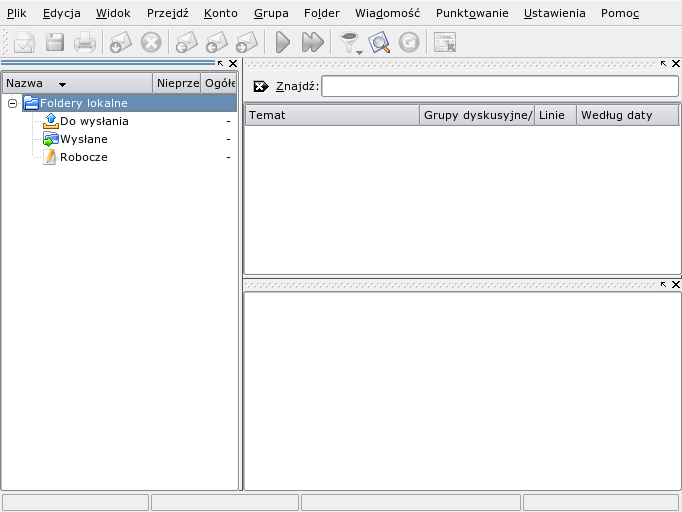 Plik Edycja Widok Przejdź Konto Grupa Folder Wiadomość Punktowanie Ustawienia Pomoc
Nazwa Nieprze Ogółe
Foldery lokalne
Do wysłania -
Wysłane -
Robocze -
Znajdź:
Temat Grupy dyskusyjne/ Linie Według daty